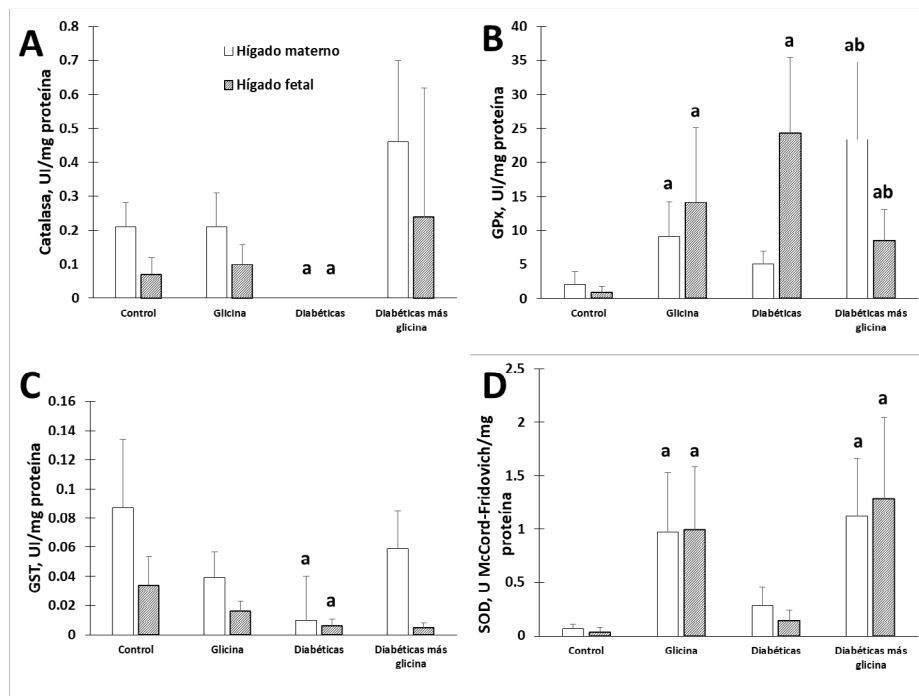 A
Catalasa, UI/mg proteína
0.8
0.7
0.6
0.5
0.4
0.3
0.2
0.1
0
Hígado materno
Hígado fetal
a a
Control
Glicina
Diabéticas
Diabéticas más
glicina
B
GPx, UI/mg proteína
40
35
30
25
20
15
10
5
0
a
a
a
ab
ab
Control
Glicina
Diabéticas
Diabéticas más
glicina
C
GST, UI/mg proteína
0.16
0.14
0.12
0.1
0.08
0.06
0.04
0.02
0
a
a
Control
Glicina
Diabéticas
Diabéticas más
glicina
D
SOD, U McCord-Fridovich/mg
proteína
2.5
2
1.5
1
0.5
0
a
a
a
a
Control
Glicina
Diabéticas
Diabéticas más
glicina